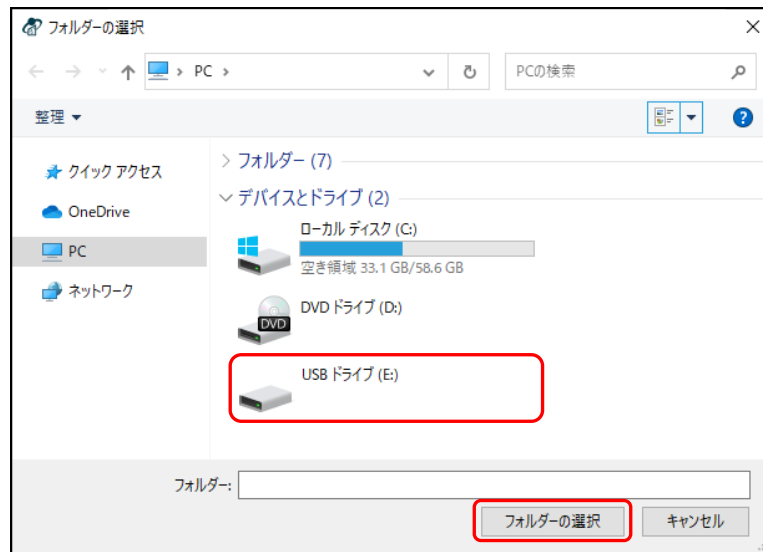 フォルダーの選択
PC
PCの検索
整理
クイック アクセス
OneDrive
PC
ネットワーク
フォルダー (7)
デバイスとドライブ (2)
ローカル ディスク (C:)
空き領域 33.1 GB/58.6 GB
DVD
DVD ドライブ (D:)
USB ドライブ (E:)
フォルダー:
フォルダーの選択
キャンセル